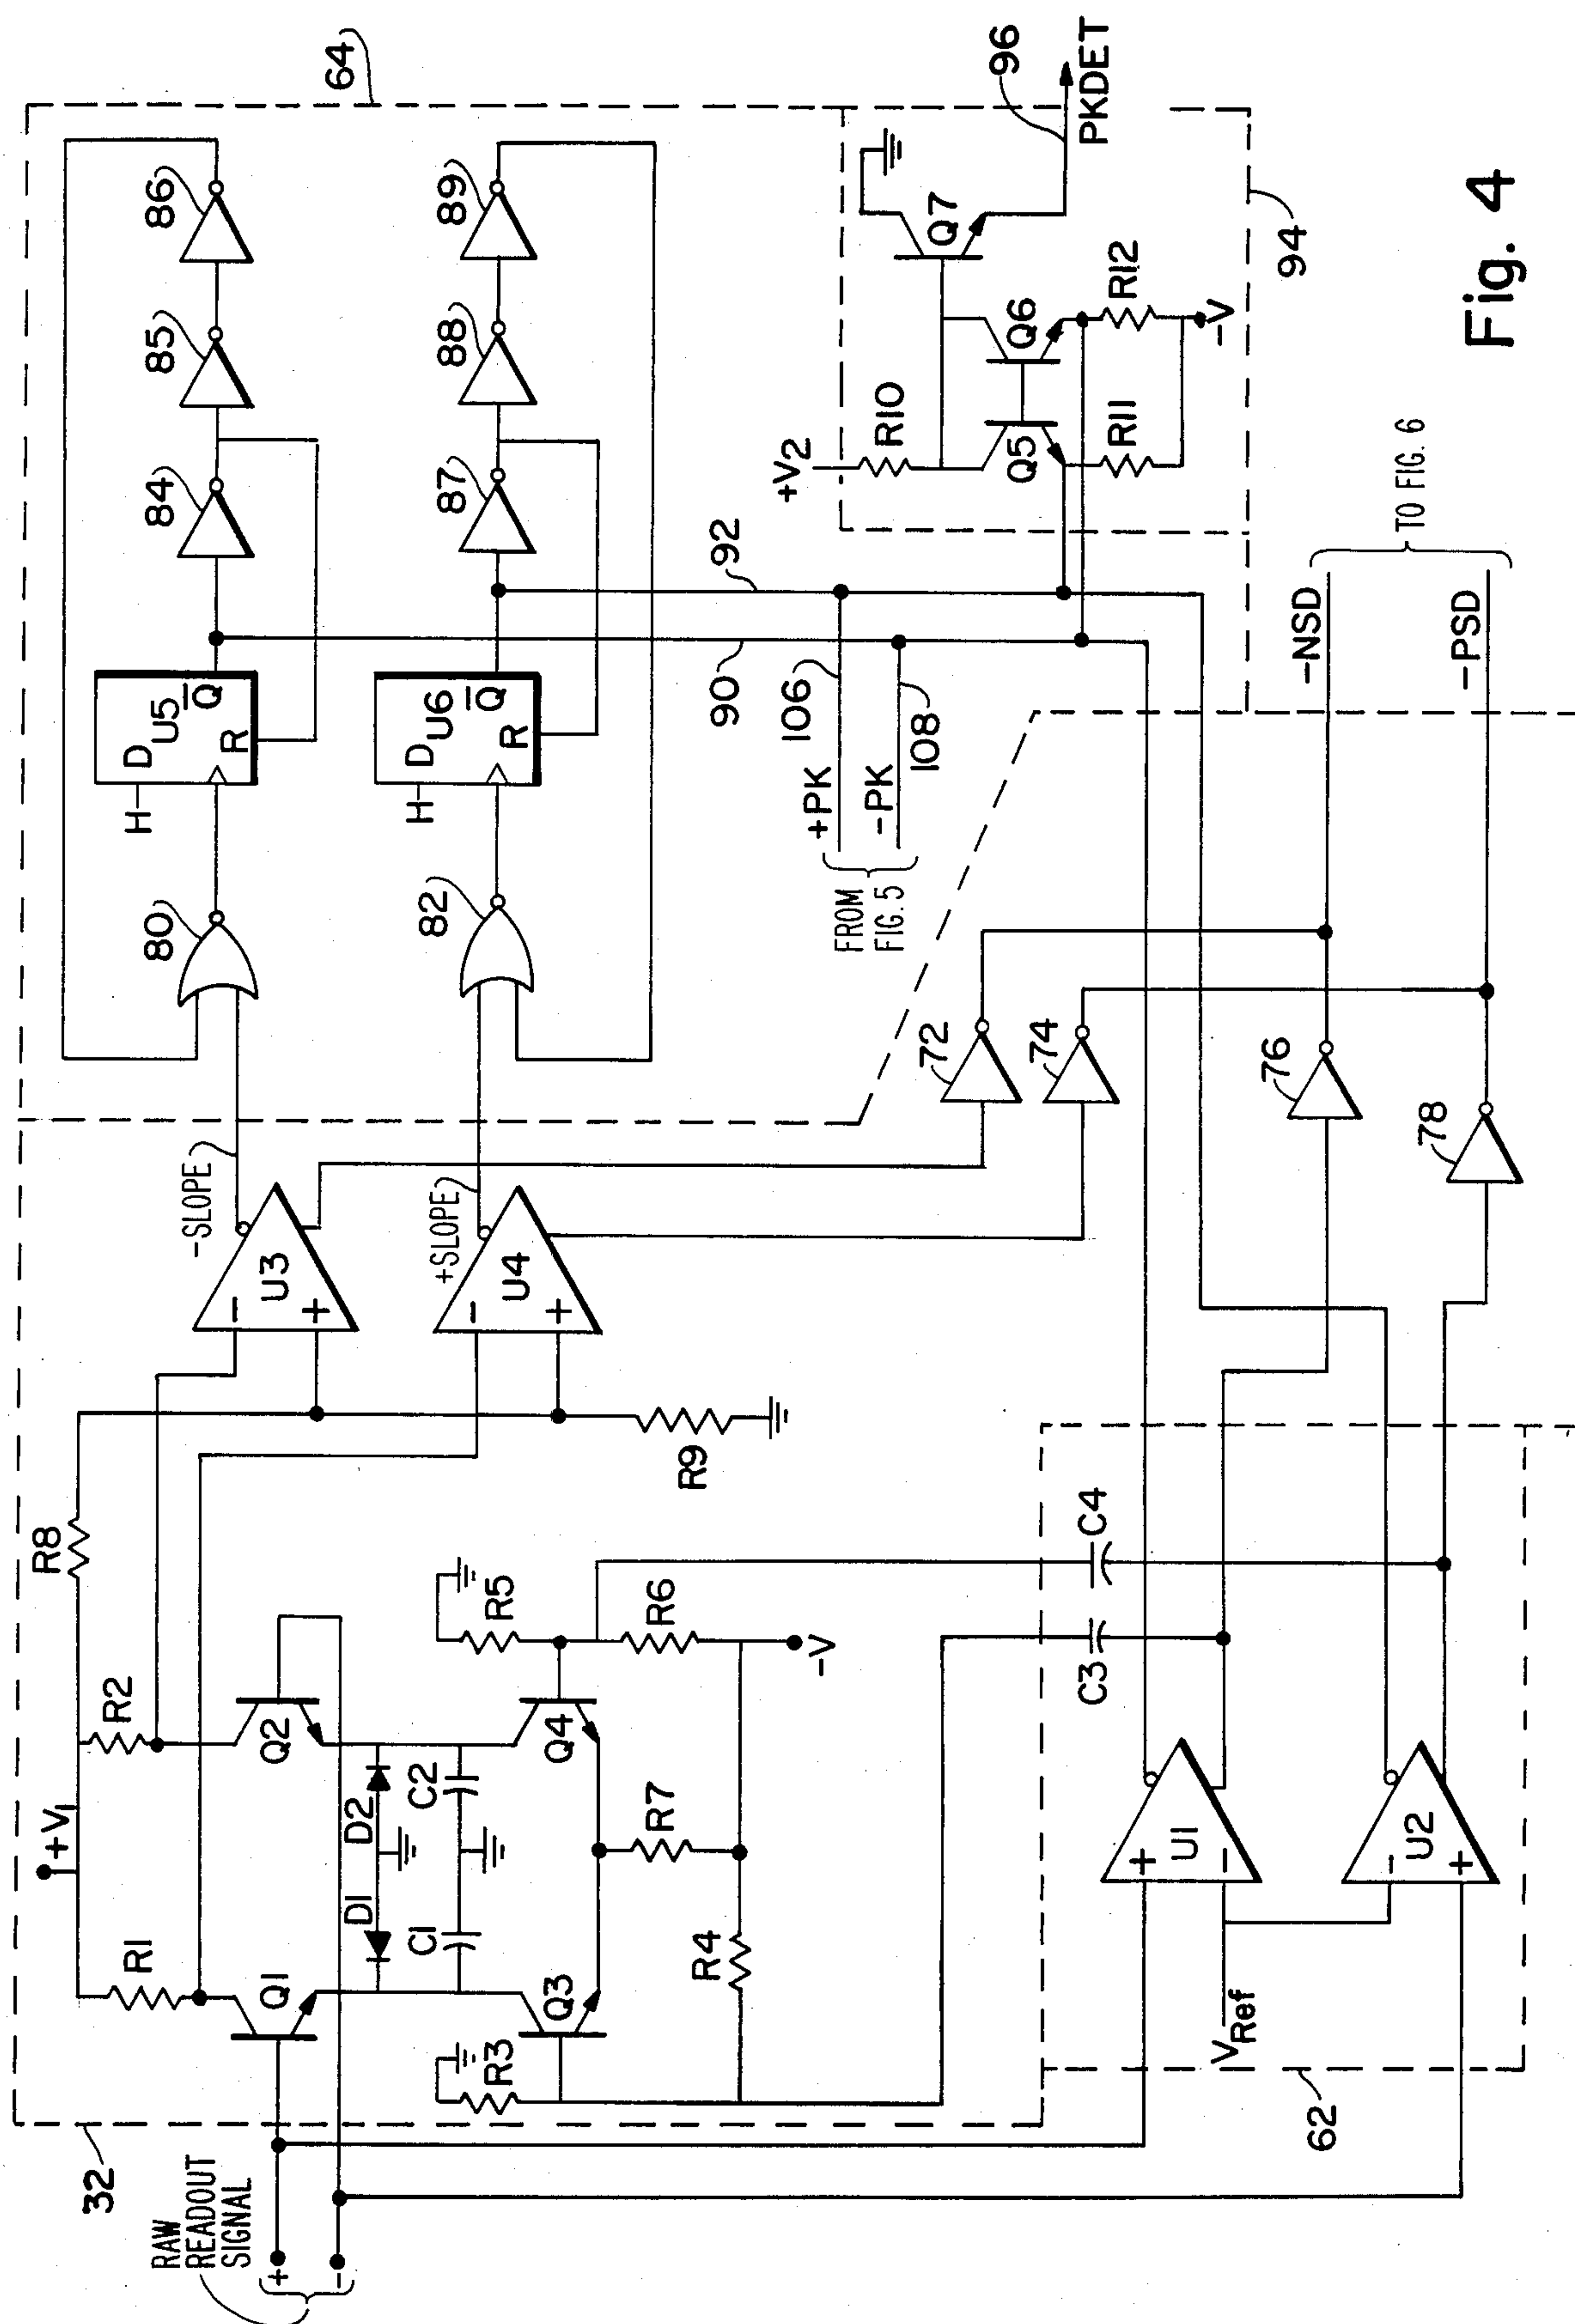 64
86
85
84
89
88
87
96
PKDET
Q7
94
Fig. 4
R12
Q6
-V
R10
+V2
Q5
R11
92
90
D
U5
Q̅
R
H
D
U6
Q̅
R
H
106
+PK
-PK
108
FROM
FIG. 5
TO FIG. 6
-NSD
-PSD
80
82
72
74
76
78
-SLOPE
+SLOPE
U3
-
+
U4
-
+
R8
R9
R2
+V1
R1
Q2
Q1
D2
D1
C2
C1
R5
R6
-V
Q4
Q3
R7
R4
R3
C4
C3
U1
+
-
U2
-
+
VRef
62
32
RAW
READOUT
SIGNAL
+
-